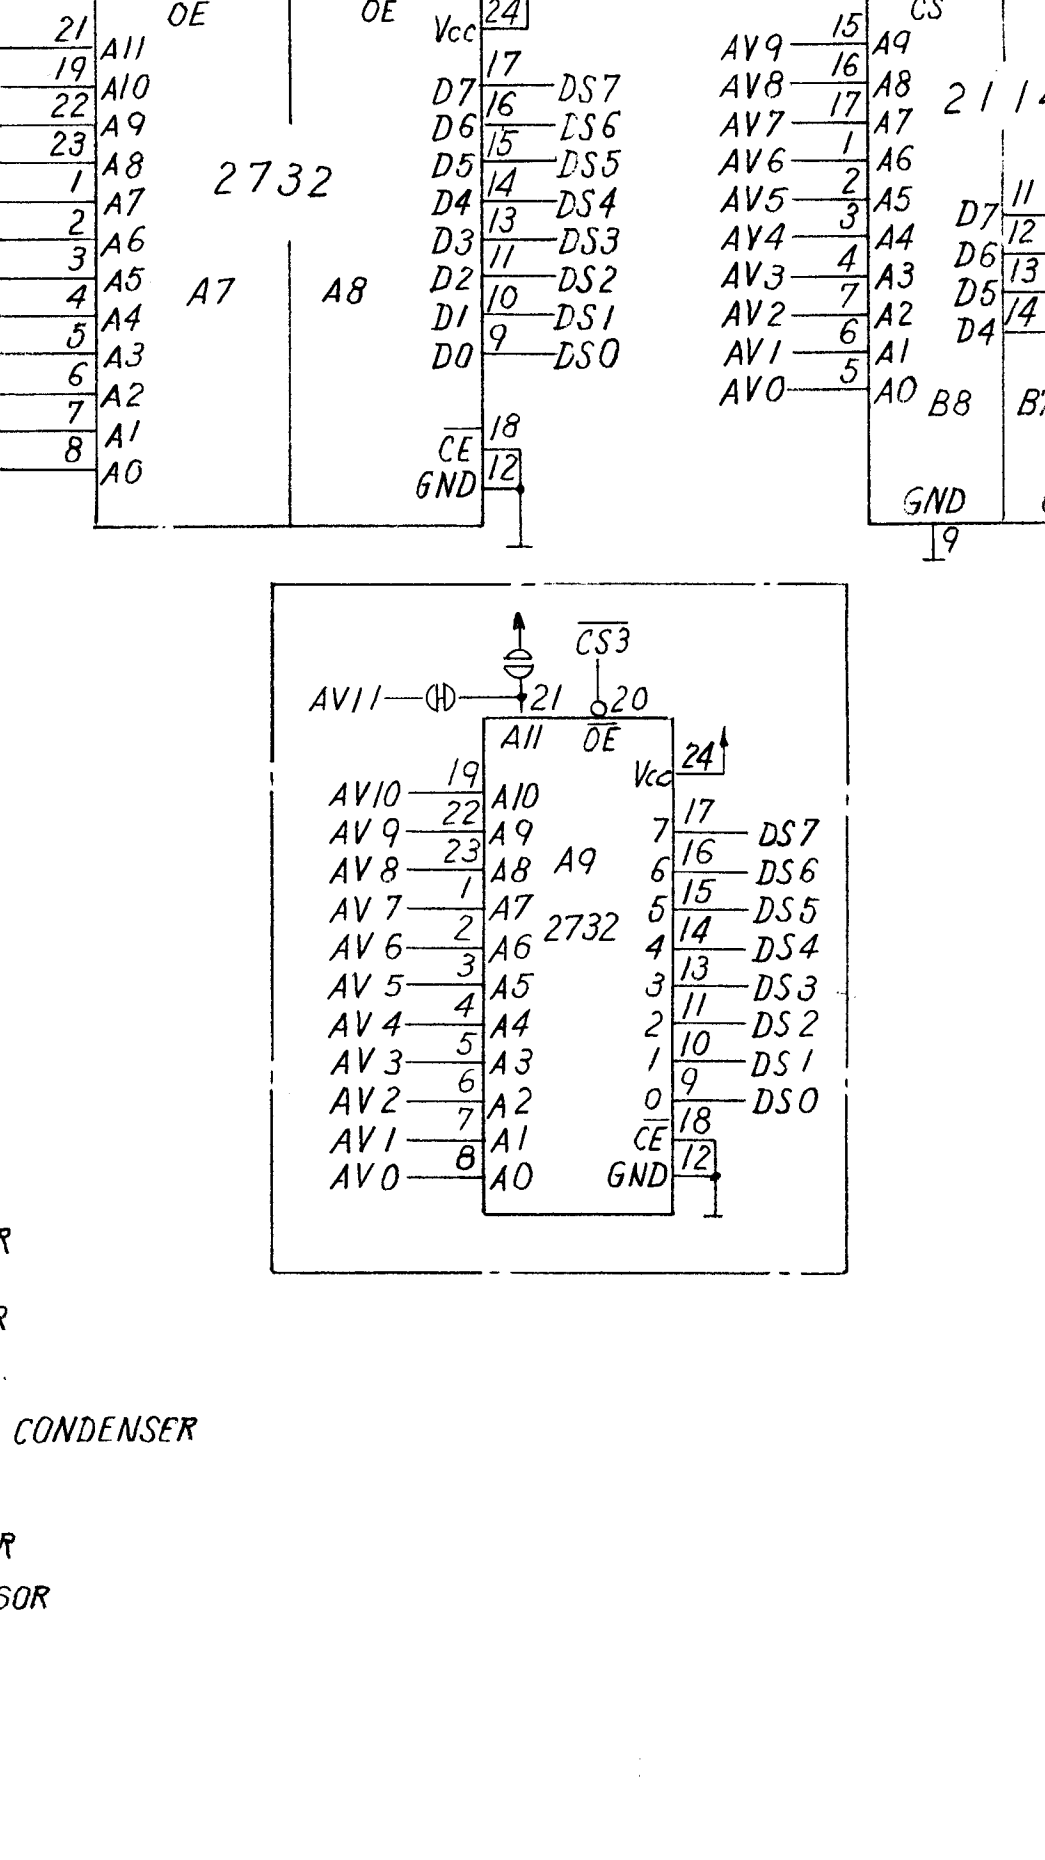 OE OE
24
Vcc
21 A11
19 A10
22 A9
23 A8
1 A7
2 A6
3 A5
4 A4
5 A3
6 A2
7 A1
8 A0
2732
A7 A8
D7 17 DS7
D6 16 DS6
D5 15 DS5
D4 14 DS4
D3 13 DS3
D2 11 DS2
D1 10 DS1
D0 9 DS0
CE 18
GND 12
CS
AV9 15 A9
AV8 16 A8
AV7 17 A7
AV6 1 A6
AV5 2 A5
AV4 3 A4
AV3 4 A3
AV2 7 A2
AV1 6 A1
AV0 5 A0
2114
D7 11
D6 12
D5 13
D4 14
B8 B7
GND
9
CS3
AV11 21 20
A11 OE
Vcc 24
AV10 19 A10
AV9 22 A9
AV8 23 A8
AV7 1 A7
AV6 2 A6
AV5 3 A5
AV4 4 A4
AV3 5 A3
AV2 6 A2
AV1 7 A1
AV0 8 A0
A9
2732
7 17 DS7
6 16 DS6
5 15 DS5
4 14 DS4
3 13 DS3
2 11 DS2
1 10 DS1
0 9 DS0
CE 18
GND 12
R
R
CONDENSER
R
SOR